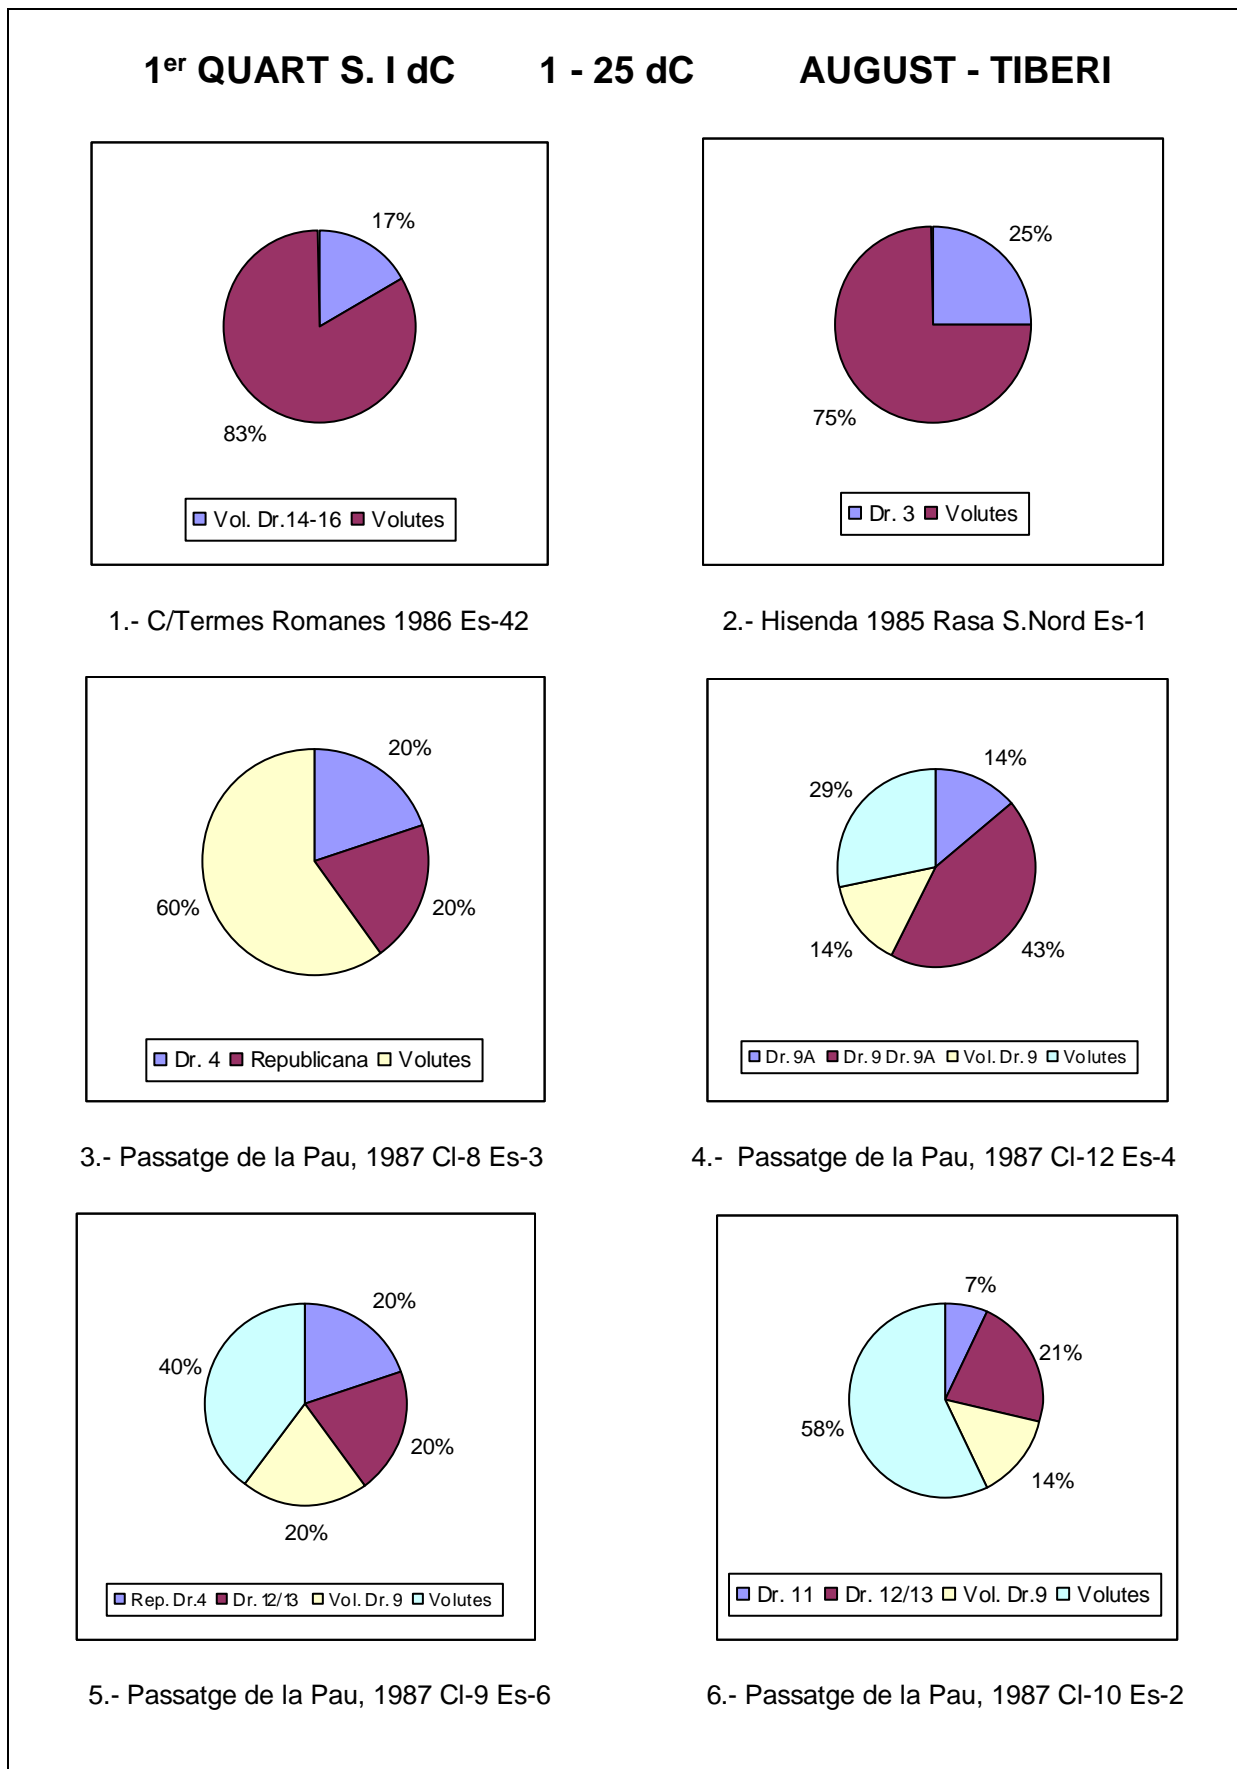 1er QUART S. I dC 1 - 25 dC AUGUST - TIBERI
17%
83%
Vol. Dr.14-16 Volutes
1.- C/Termes Romanes 1986 Es-42
25%
75%
Dr. 3 Volutes
2.- Hisenda 1985 Rasa S.Nord Es-1
20%
20%
60%
Dr. 4 Republicana Volutes
3.- Passatge de la Pau, 1987 Cl-8 Es-3
14%
29%
14%
43%
Dr. 9A Dr. 9 Dr. 9A Vol. Dr. 9 Volutes
4.- Passatge de la Pau, 1987 Cl-12 Es-4
20%
40%
20%
20%
Rep. Dr.4 Dr. 12/13 Vol. Dr. 9 Volutes
5.- Passatge de la Pau, 1987 Cl-9 Es-6
7%
21%
58%
14%
Dr. 11 Dr. 12/13 Vol. Dr.9 Volutes
6.- Passatge de la Pau, 1987 Cl-10 Es-2